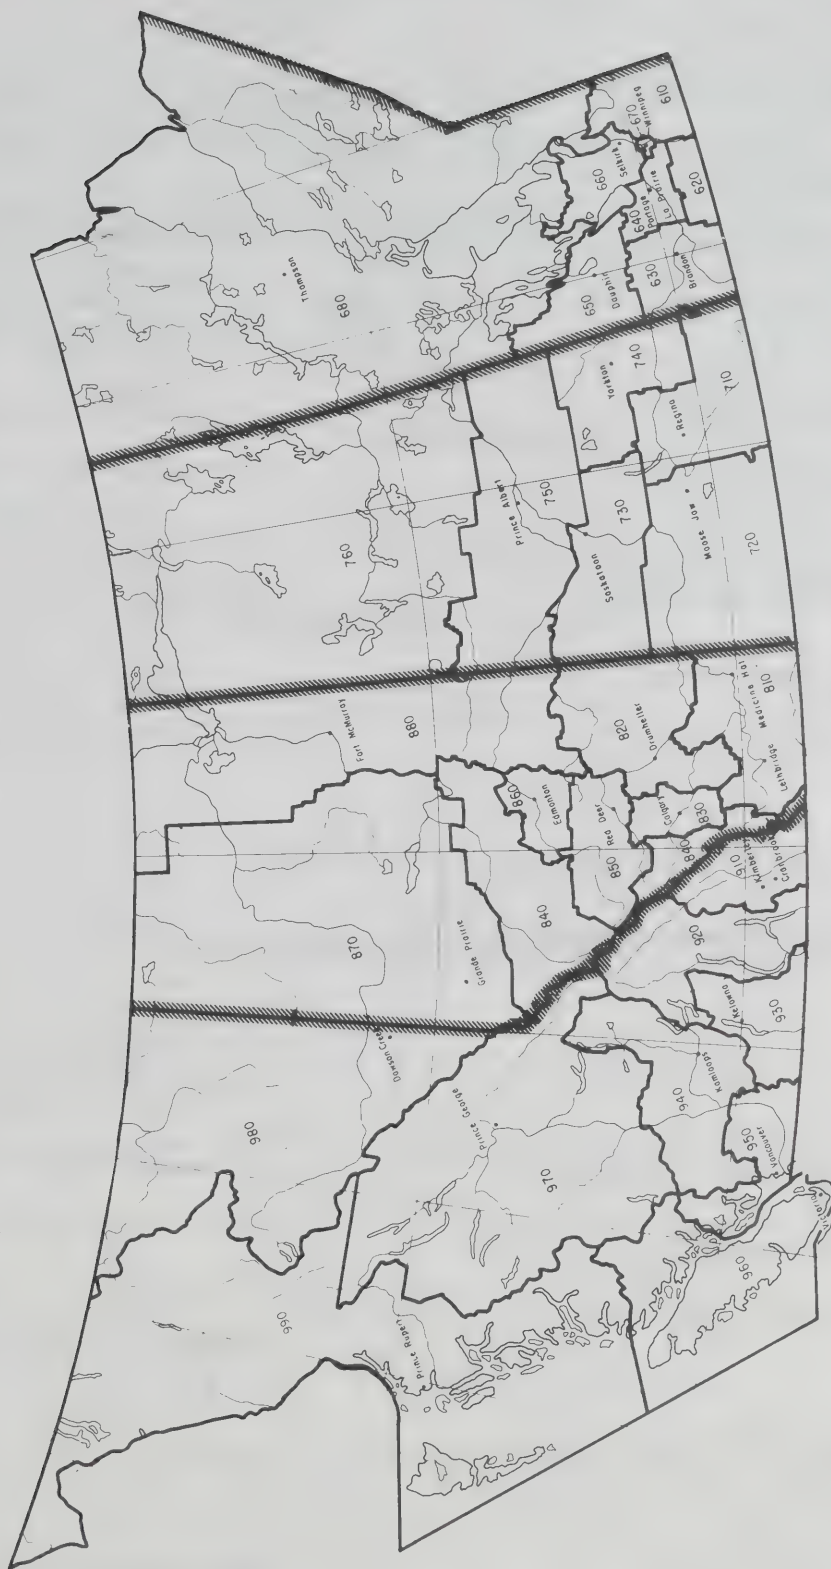 990
980
870
880
760
680
Thompson
Fort McMurray
Dawson Creek
Prince Rupert
Prince George
970
Grande Prairie
840
860
Edmonton
850
Red Deer
820
Drumheller
Prince Albert
750
Saskatoon
730
Yorkton
740
650
Dauphin
660
Selkirk
960
Victoria
950
Vancouver
940
Kamloops
930
Kelowna
920
910
Kimberley
Cranbrook
840
830
Calgary
Lethbridge
Medicine Hat
810
720
Moose Jaw
Regina
710
630
Brandon
640
Portage
La Prairie
620
670
Winnipeg
610